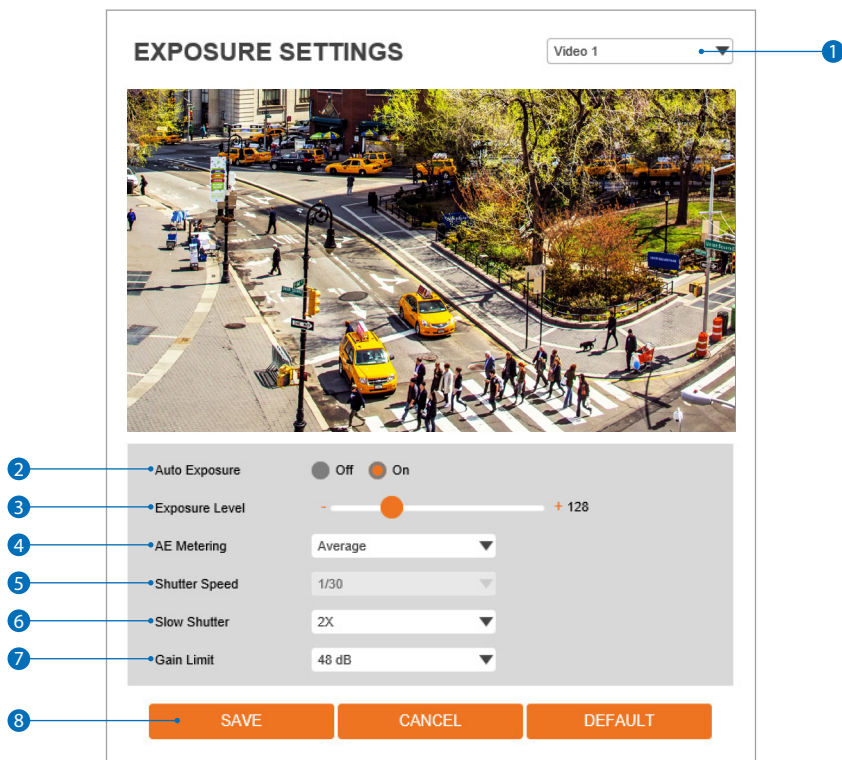 EXPOSURE SETTINGS
Video 1
1
2 Auto Exposure Off On
3 Exposure Level - + 128
4 AE Metering Average
5 Shutter Speed 1/30
6 Slow Shutter 2X
7 Gain Limit 48 dB
8 SAVE CANCEL DEFAULT